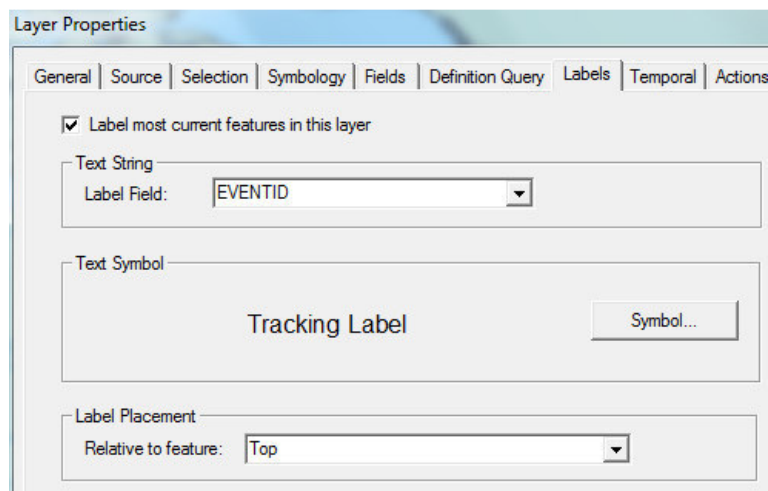 Layer Properties
General Source Selection Symbology Fields Definition Query Labels Temporal Actions
Label most current features in this layer
Text String
Label Field: EVENTID
Text Symbol
Tracking Label Symbol...
Label Placement
Relative to feature: Top